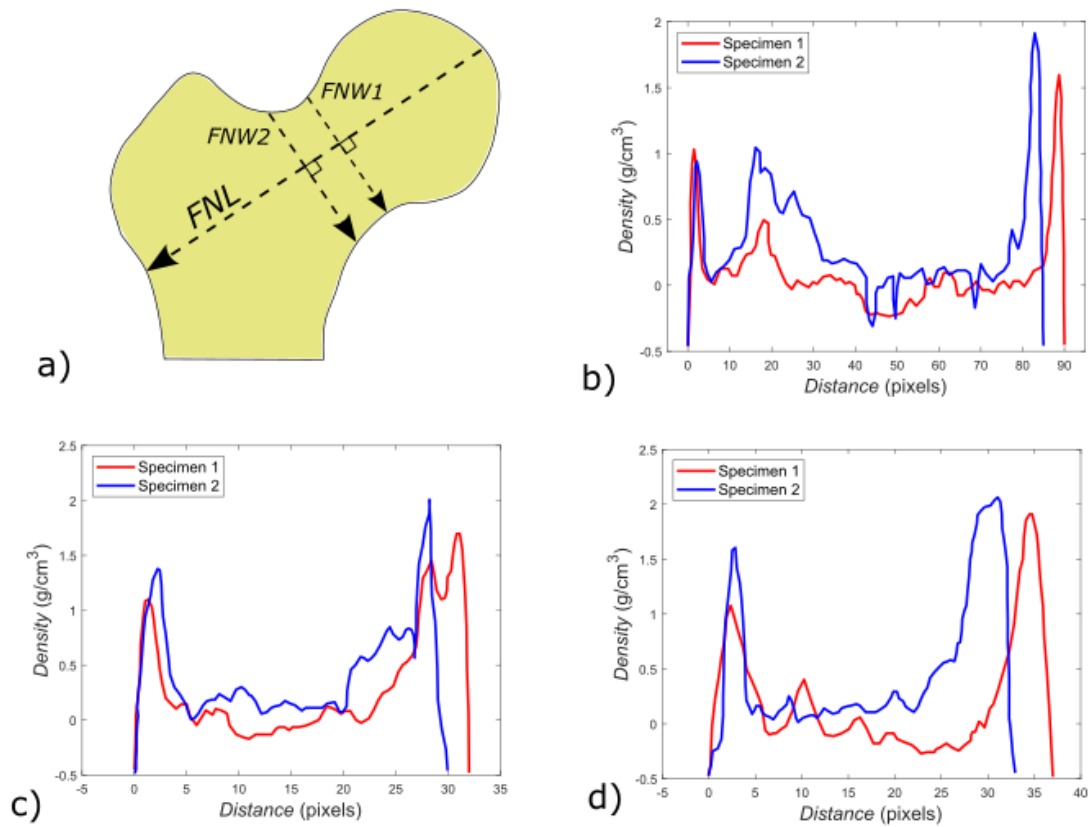 FNW1
FNW2
FNL
a)
Density (g/cm³)
2
1.5
1
0.5
0
-0.5
Specimen 1
Specimen 2
0 10 20 30 40 50 60 70 80 90
Distance (pixels)
b)
Density (g/cm³)
2.5
2
1.5
1
0.5
0
-0.5
Specimen 1
Specimen 2
-5 0 5 10 15 20 25 30 35
Distance (pixels)
c)
Density (g/cm³)
2.5
2
1.5
1
0.5
0
-0.5
Specimen 1
Specimen 2
-5 0 5 10 15 20 25 30 35 40
Distance (pixels)
d)